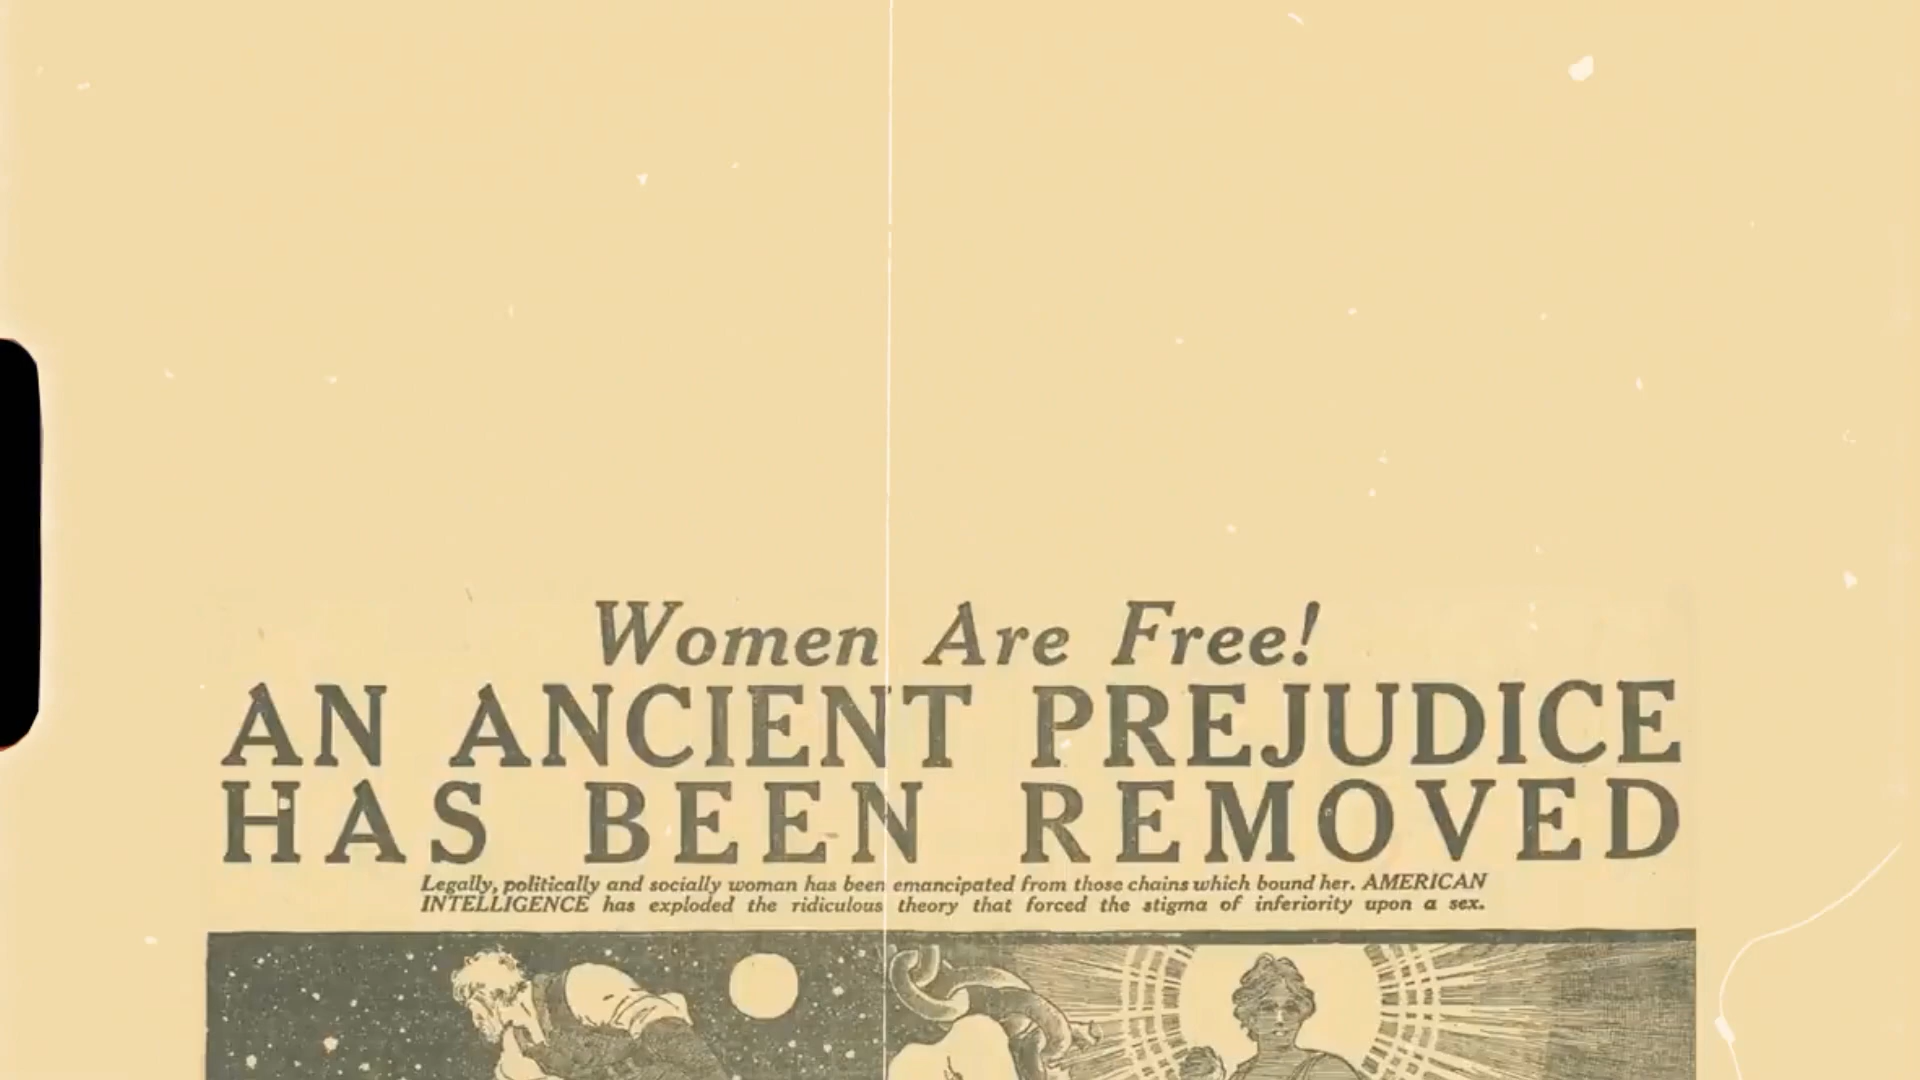 Women Are Free!
AN ANCIENT PREJUDICE
HAS BEEN REMOVED
Legally, politically and socially woman has been emancipated from those chains which bound her. AMERICAN
INTELLIGENCE has exploded the ridiculous theory that forced the stigma of inferiority upon a sex.